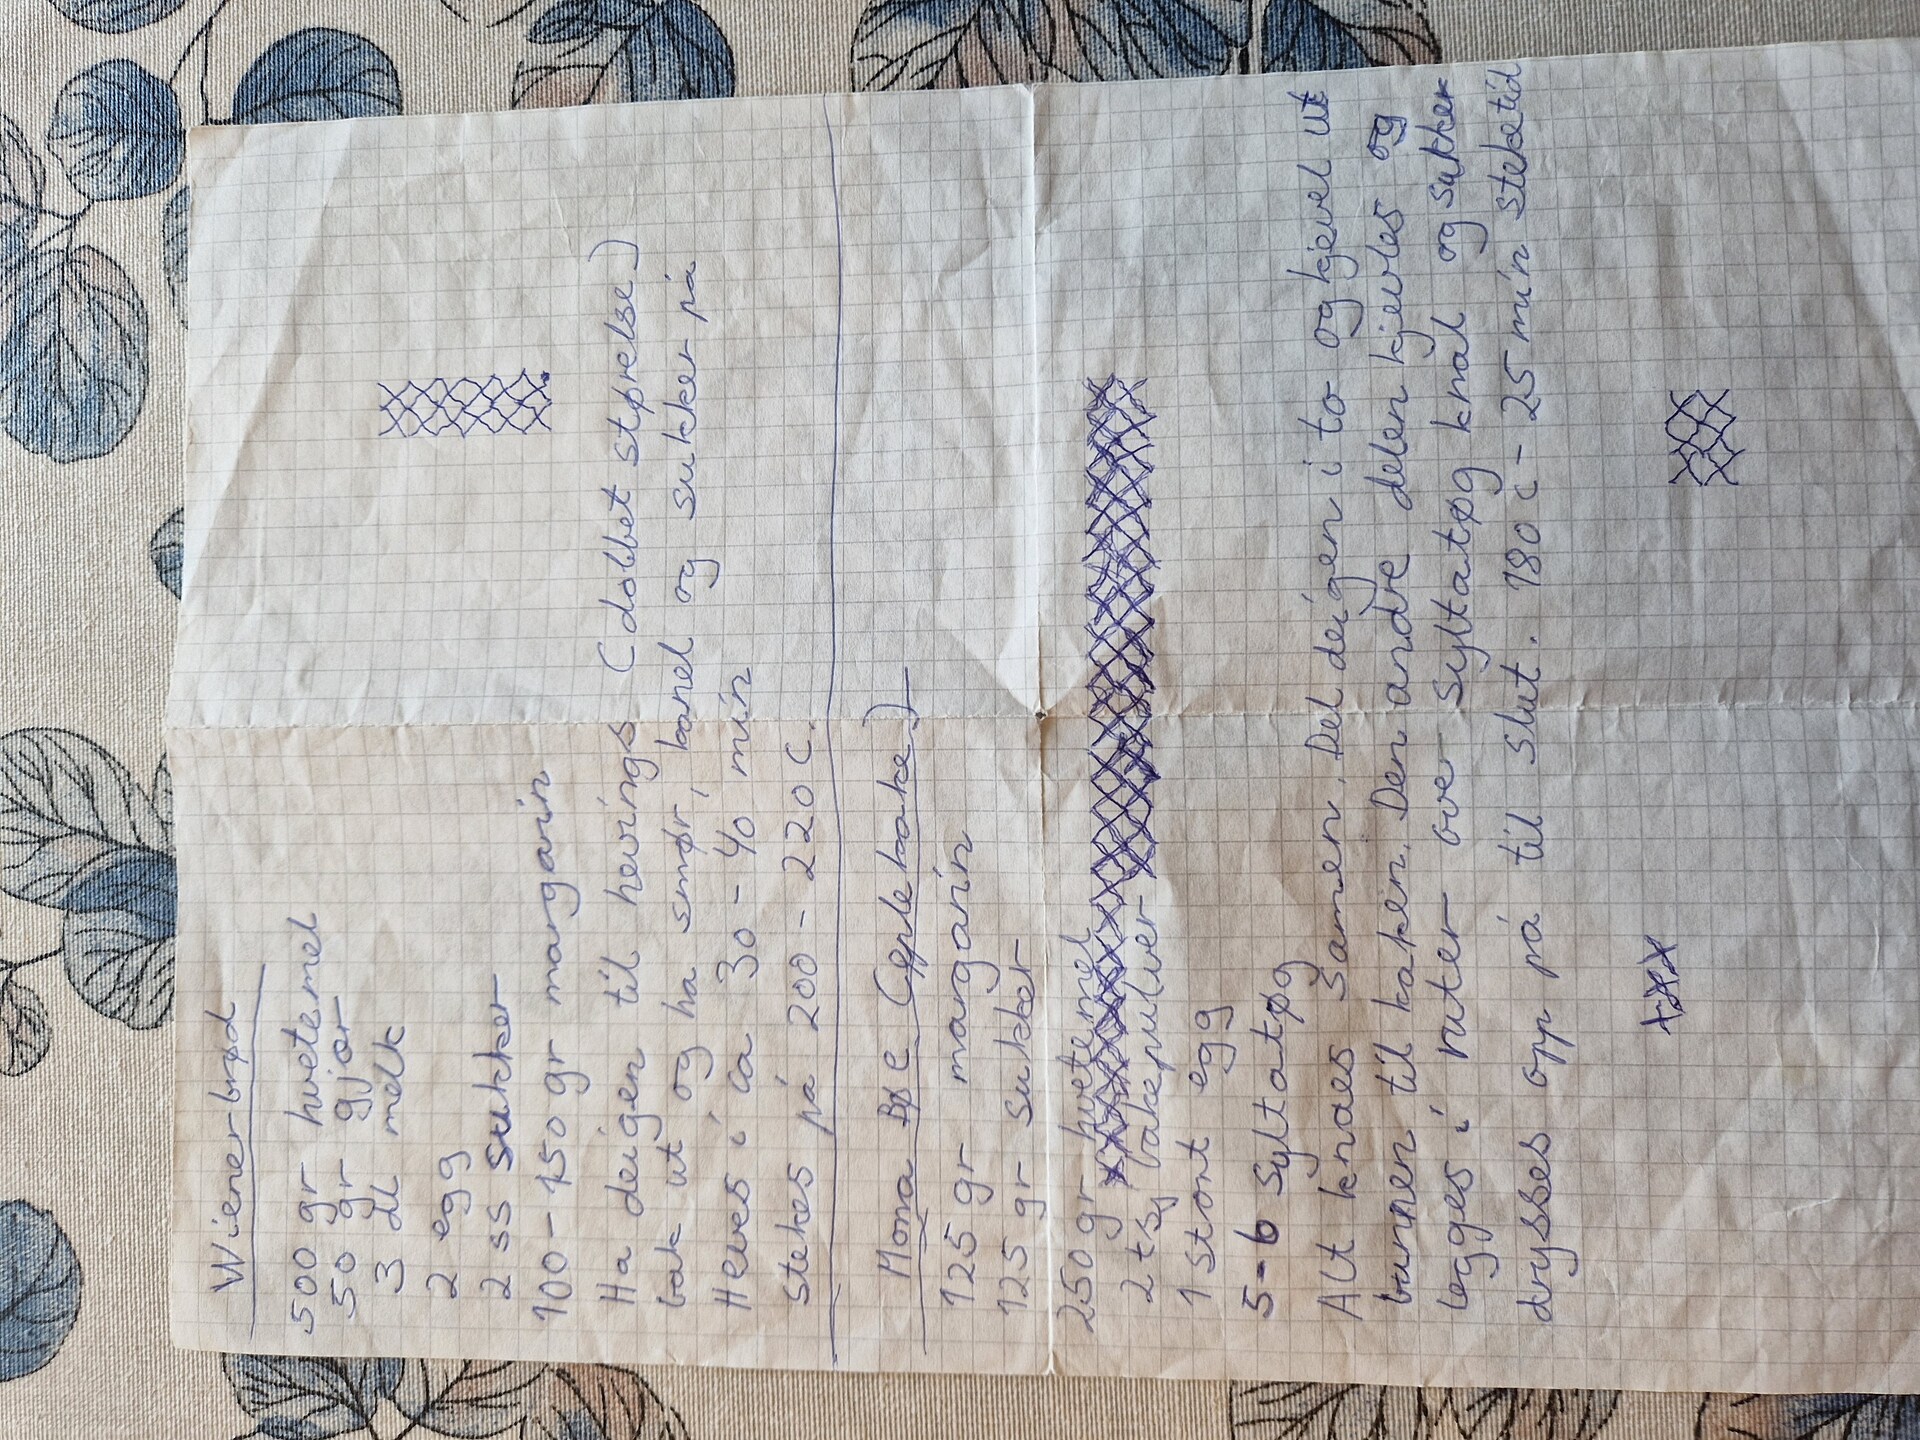 Wienerbrød
500 gr hvetemel
50 gr gjær
3 dl melk
2 egg
2 ss sukker
100 - 150 gr margarin
Ha deigen til hevings (dobbet størelse)
bak ut og ha smør, kanel og sukker på
Heves i ca 30 - 40 min
stekes på 200 - 220 C.
Mona Bøe (eplekake)
125 gr margarin
125 gr sukker
250 gr hvetemel
2 tsj bakepulver
1 stort egg
5-6 Syltatøg
Alt knaes samen. Del deigen i to og kjevel ut
bunnen til kaken. Den andre delen kjevles og
legges i ruter over syltatøg knal og sukker
drysses opp på til slut. 180 c - 25 min steketid